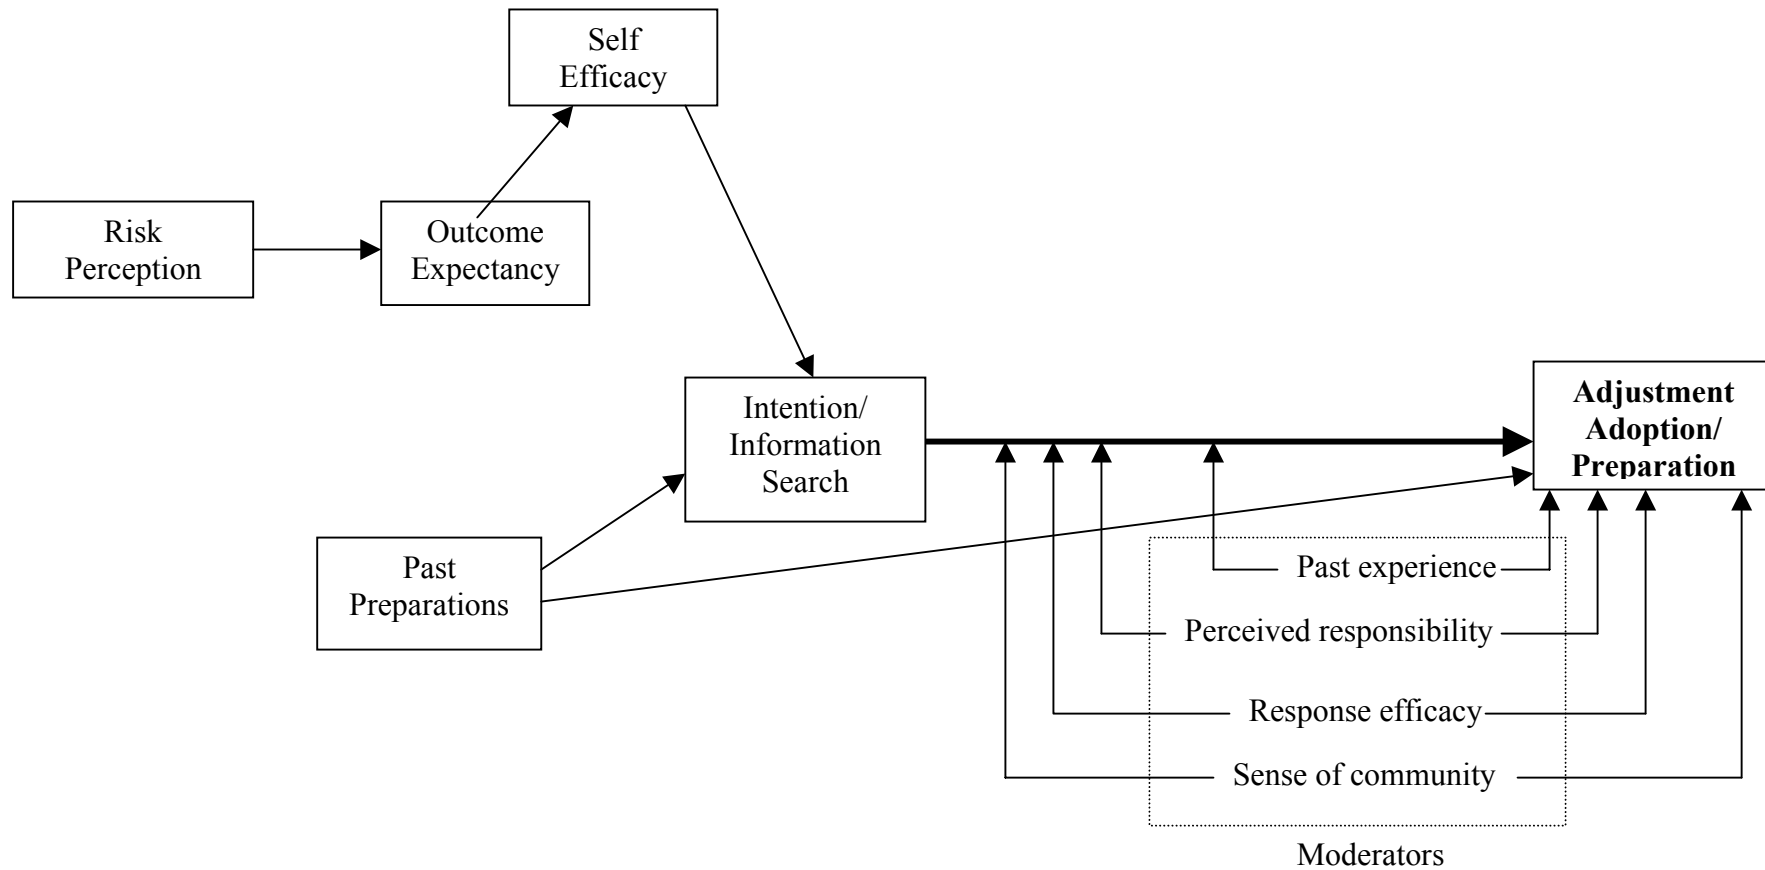 Self
Efficacy
Risk
Perception
Outcome
Expectancy
Intention/
Information
Search
Adjustment
Adoption/
Preparation
Past
Preparations
Past experience
Perceived responsibility
Response efficacy
Sense of community
Moderators